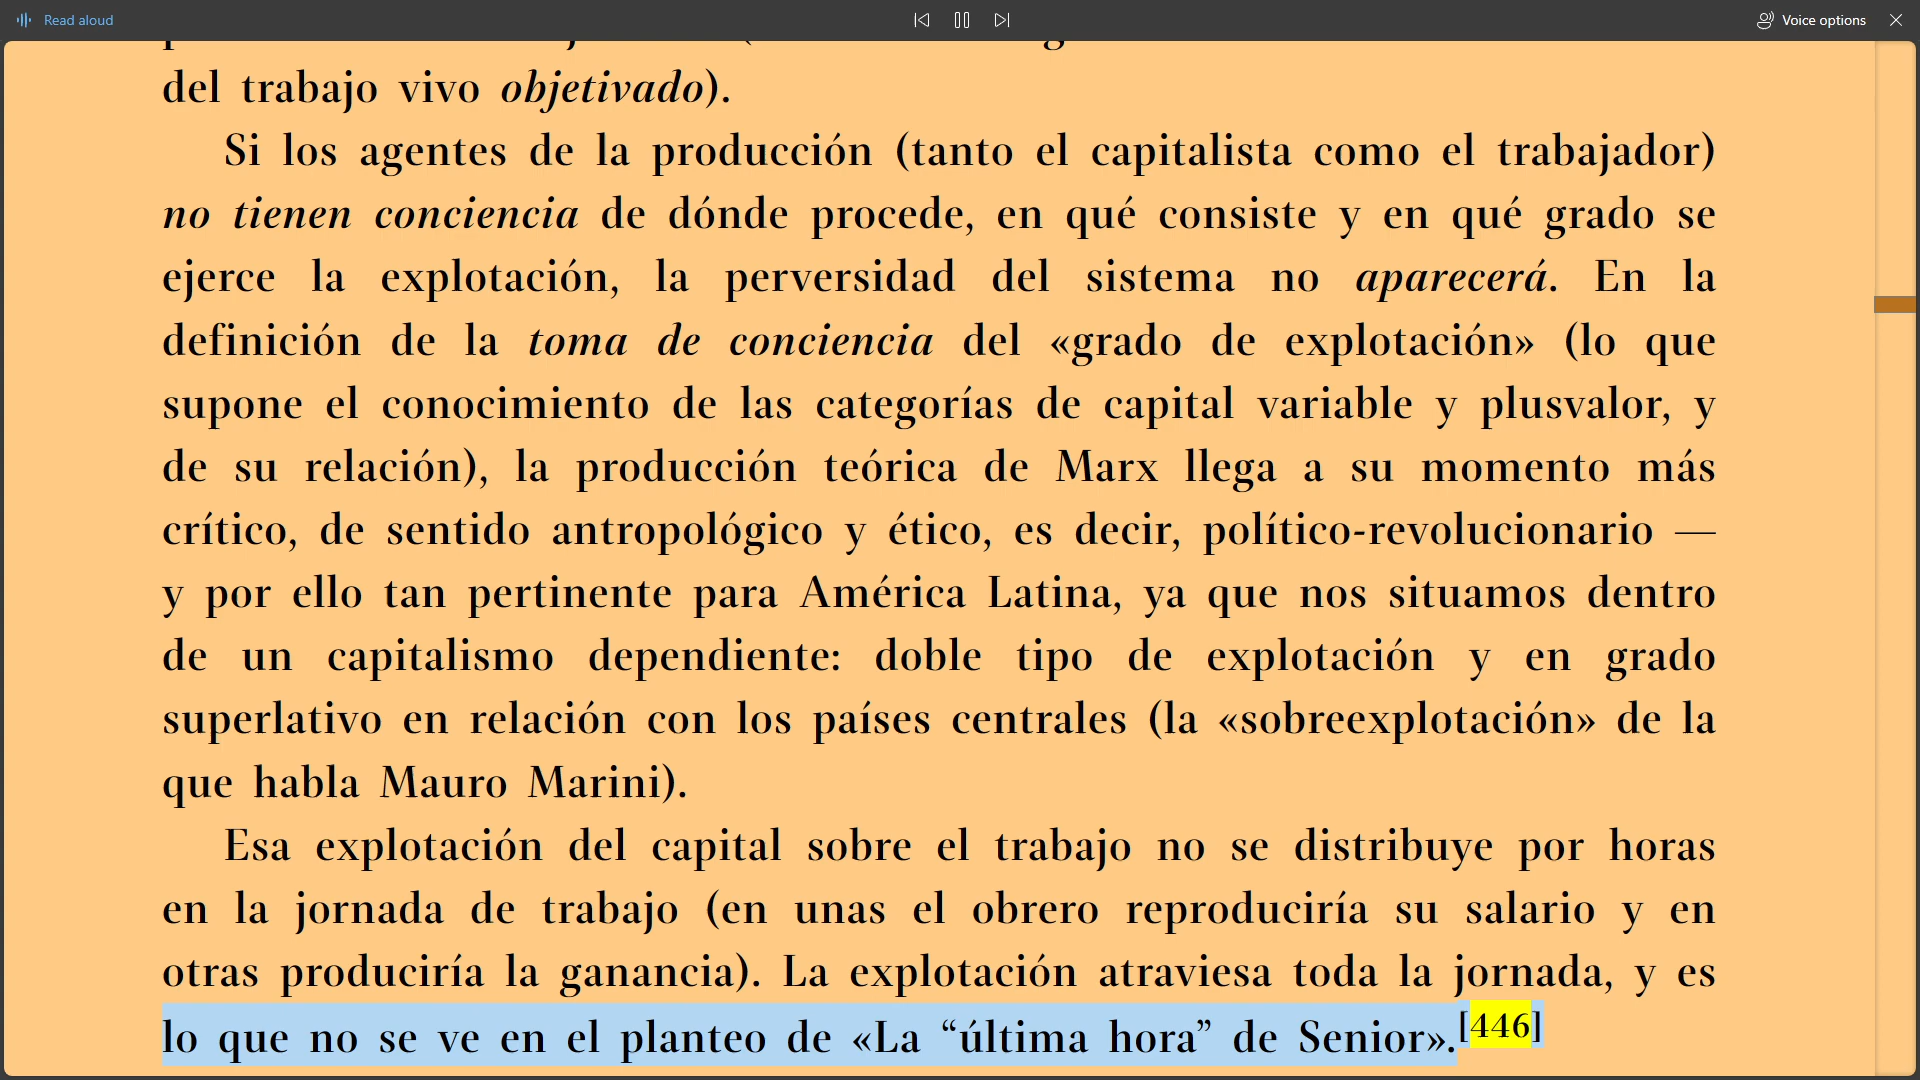 Read aloud
Voice options
del trabajo vivo objetivado).
Si los agentes de la producción (tanto el capitalista como el trabajador)
no tienen conciencia de dónde procede, en qué consiste y en qué grado se
ejerce la explotación, la perversidad del sistema no aparecerá. En la
definición de la toma de conciencia del «grado de explotación» (lo que
supone el conocimiento de las categorías de capital variable y plusvalor, y
de su relación), la producción teórica de Marx llega a su momento más
crítico, de sentido antropológico y ético, es decir, político-revolucionario —
y por ello tan pertinente para América Latina, ya que nos situamos dentro
de un capitalismo dependiente: doble tipo de explotación y en grado
superlativo en relación con los países centrales (la «sobreexplotación» de la
que habla Mauro Marini).
Esa explotación del capital sobre el trabajo no se distribuye por horas
en la jornada de trabajo (en unas el obrero reproduciría su salario y en
otras produciría la ganancia). La explotación atraviesa toda la jornada, y es
lo que no se ve en el planteo de «La “última hora” de Senior».[446]